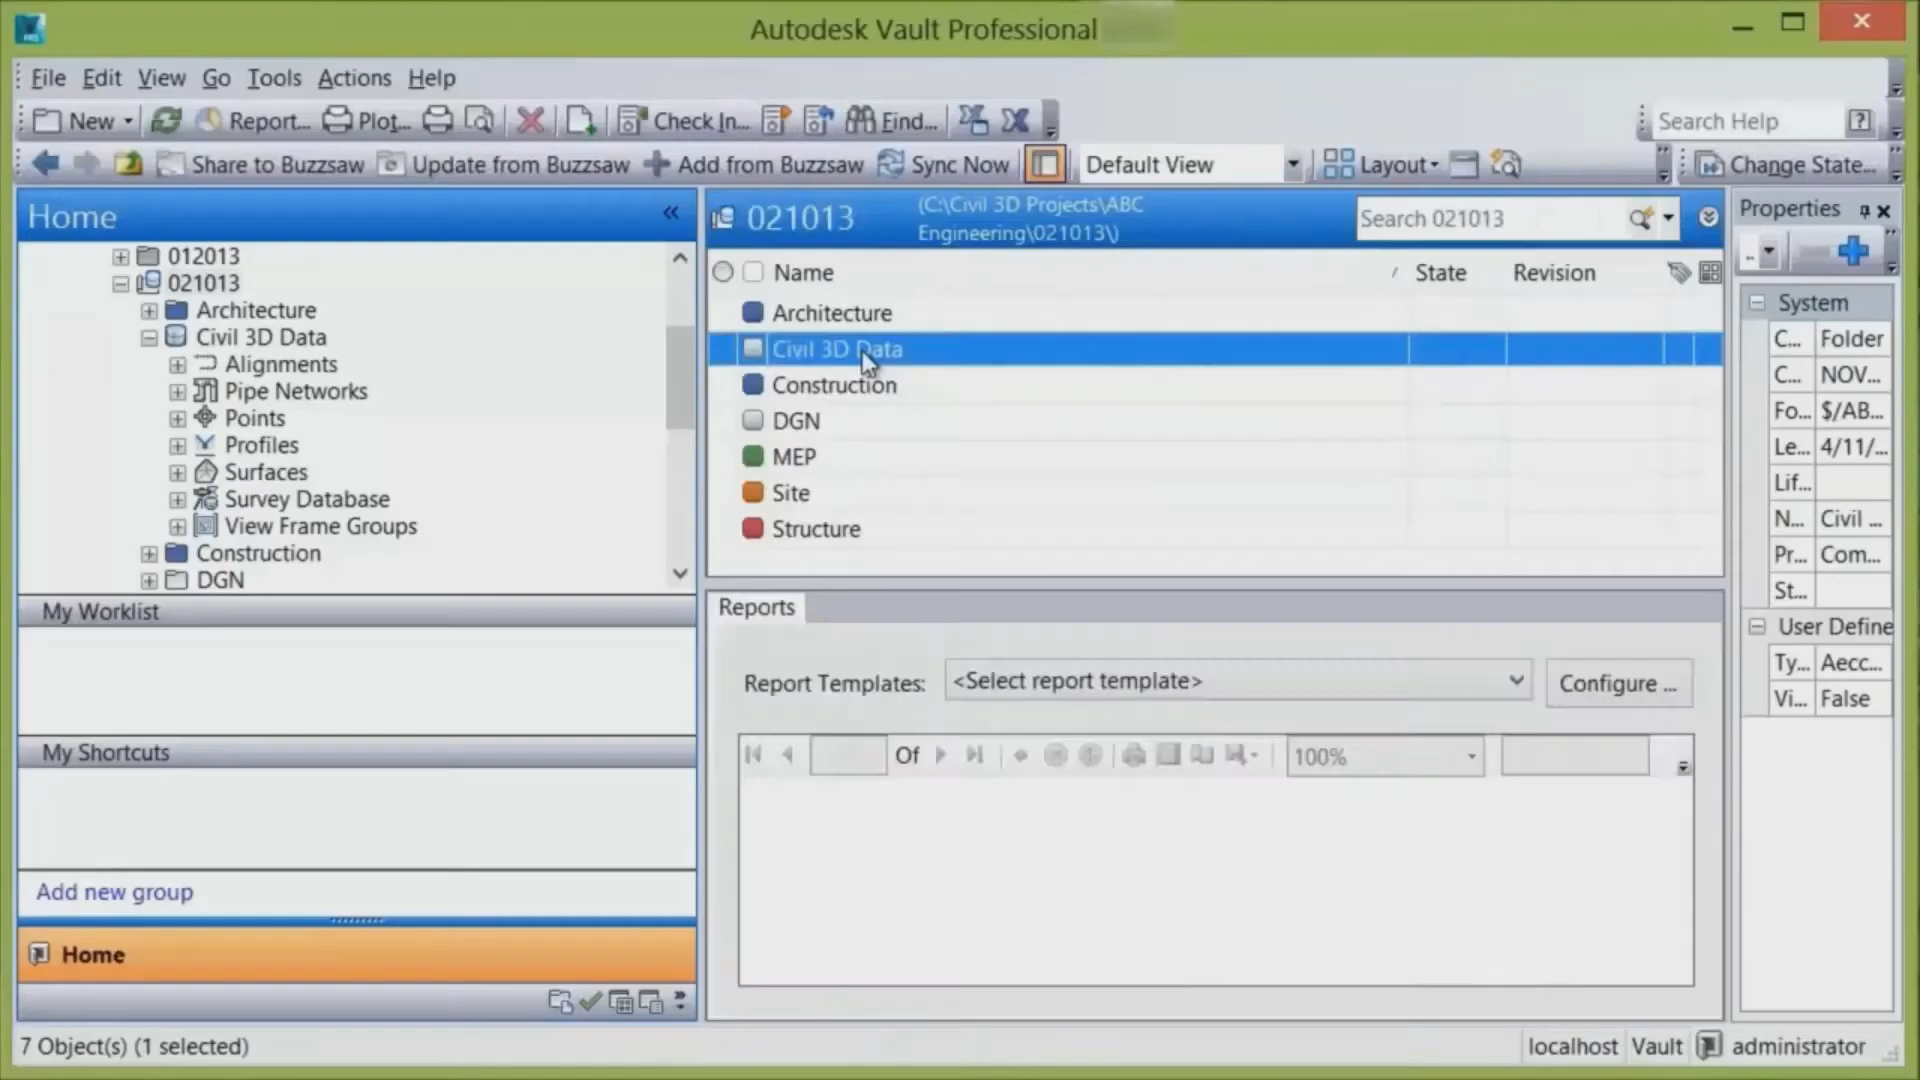 Autodesk Vault Professional
File Edit View Go Tools Actions Help
New Report... Plot... Check In... Find... Search Help
Share to Buzzsaw Update from Buzzsaw Add from Buzzsaw Sync Now Default View Layout Change State...
Home
012013
021013
Architecture
Civil 3D Data
Alignments
Pipe Networks
Points
Profiles
Surfaces
Survey Database
View Frame Groups
Construction
DGN
My Worklist
My Shortcuts
Add new group
Home
021013 (C:\Civil 3D Projects\ABC
Engineering\021013\)
Search 021013
Name / State Revision
Architecture
Civil 3D Data
Construction
DGN
MEP
Site
Structure
Reports
Report Templates: <Select report template> Configure ...
Of 100%
Properties
..
System
C... Folder
C... NOV...
Fo... $/AB...
Le... 4/11/...
Lif...
N... Civil ...
Pr... Com...
St...
User Define
Ty... Aecc...
Vi... False
7 Object(s) (1 selected) localhost Vault administrator